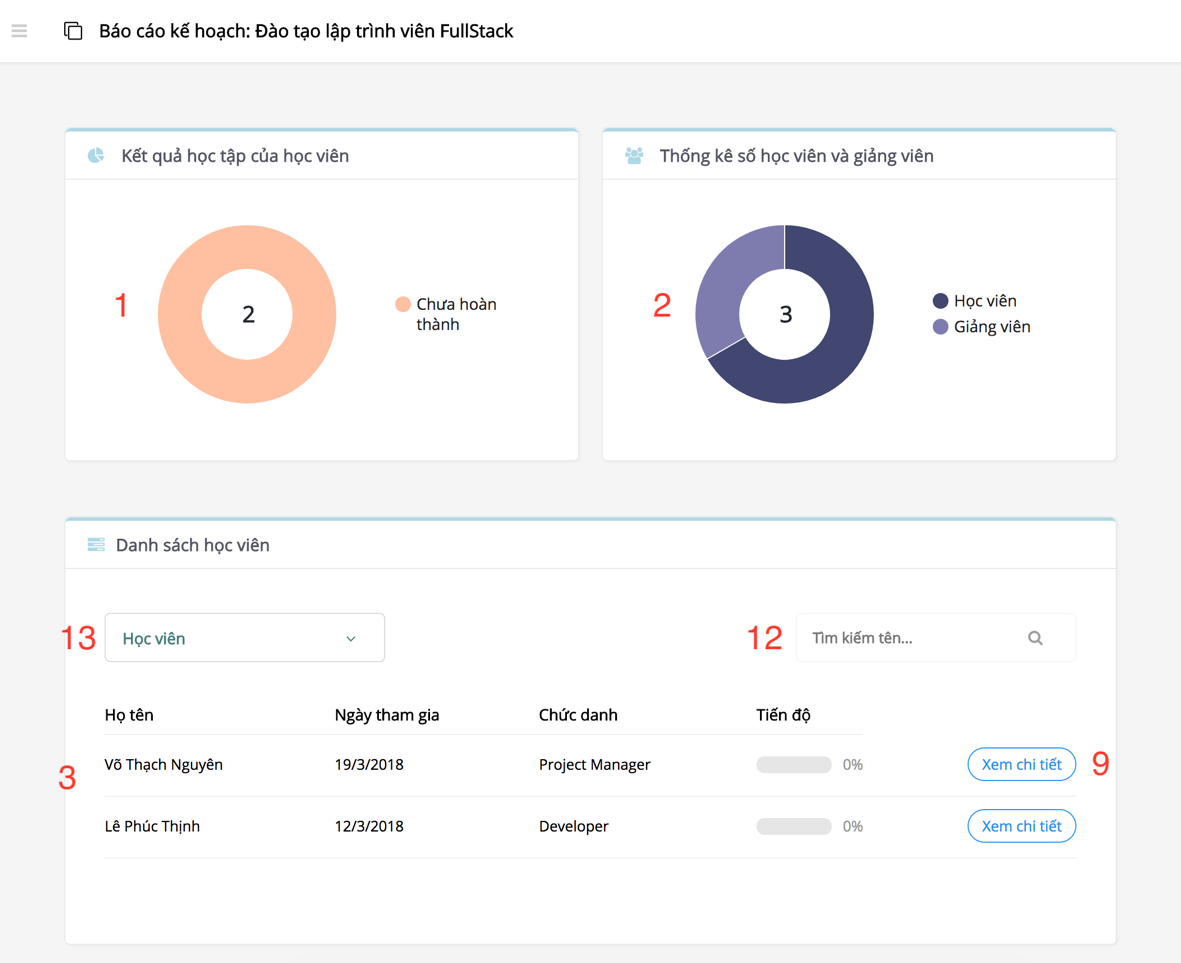 Báo cáo kế hoạch: Đào tạo lập trình viên FullStack
Kết quả học tập của học viên
1
2
Chưa hoàn
thành
Thống kê số học viên và giảng viên
2
3
Học viên
Giảng viên
Danh sách học viên
13 Học viên
12 Tìm kiếm tên...
Họ tên Ngày tham gia Chức danh Tiến độ
3
Võ Thạch Nguyên 19/3/2018 Project Manager 0% Xem chi tiết 9
Lê Phúc Thịnh 12/3/2018 Developer 0% Xem chi tiết